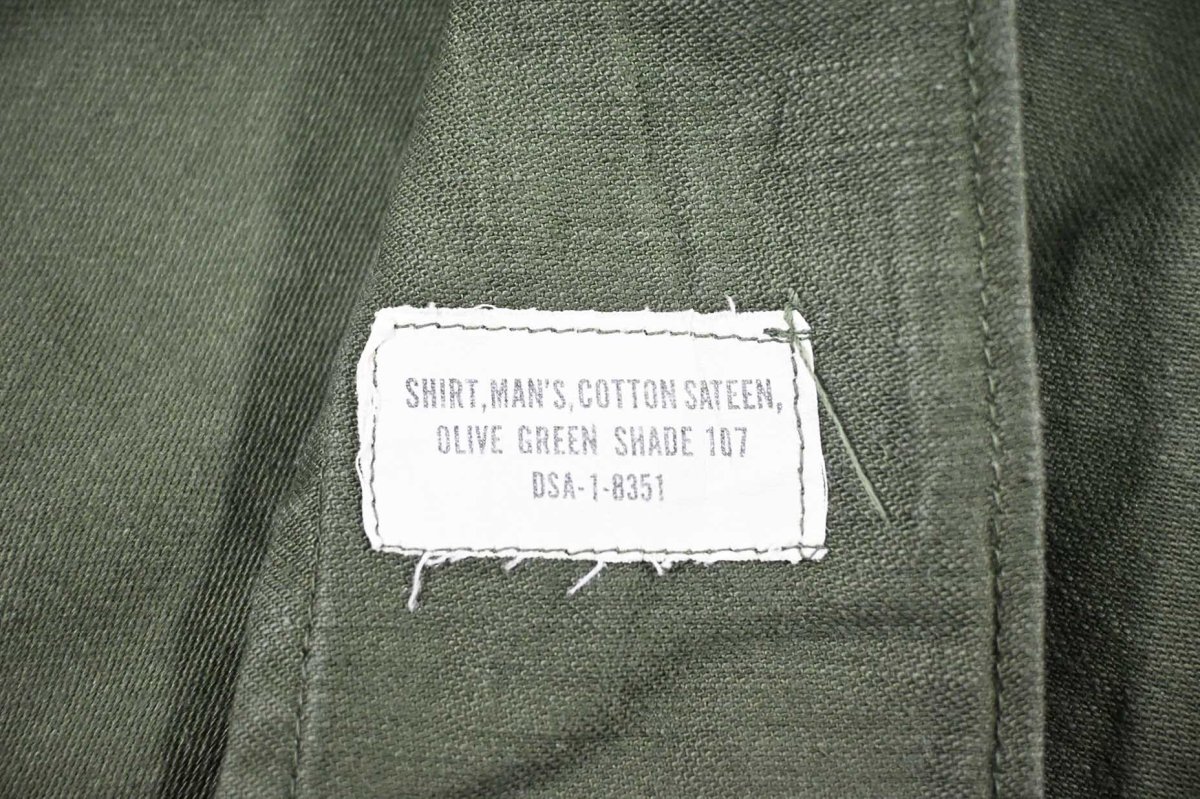 SHIRT, MAN'S, COTTON SATEEN,
OLIVE GREEN SHADE 107
DSA-1-8351